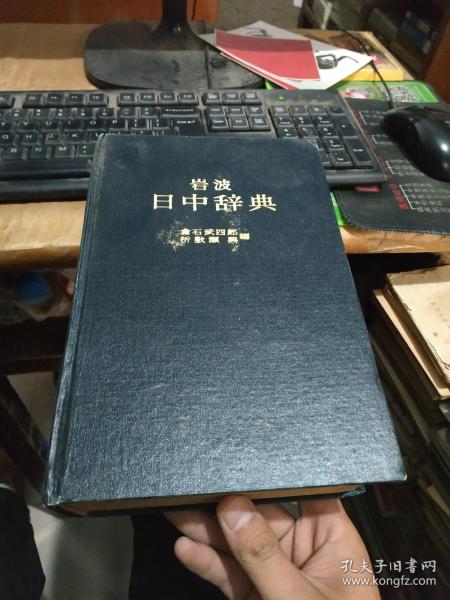 岩波
日中辞典
倉石武四郎
折敷瀬 興 編
孔夫子旧书网
www.kongfz.com